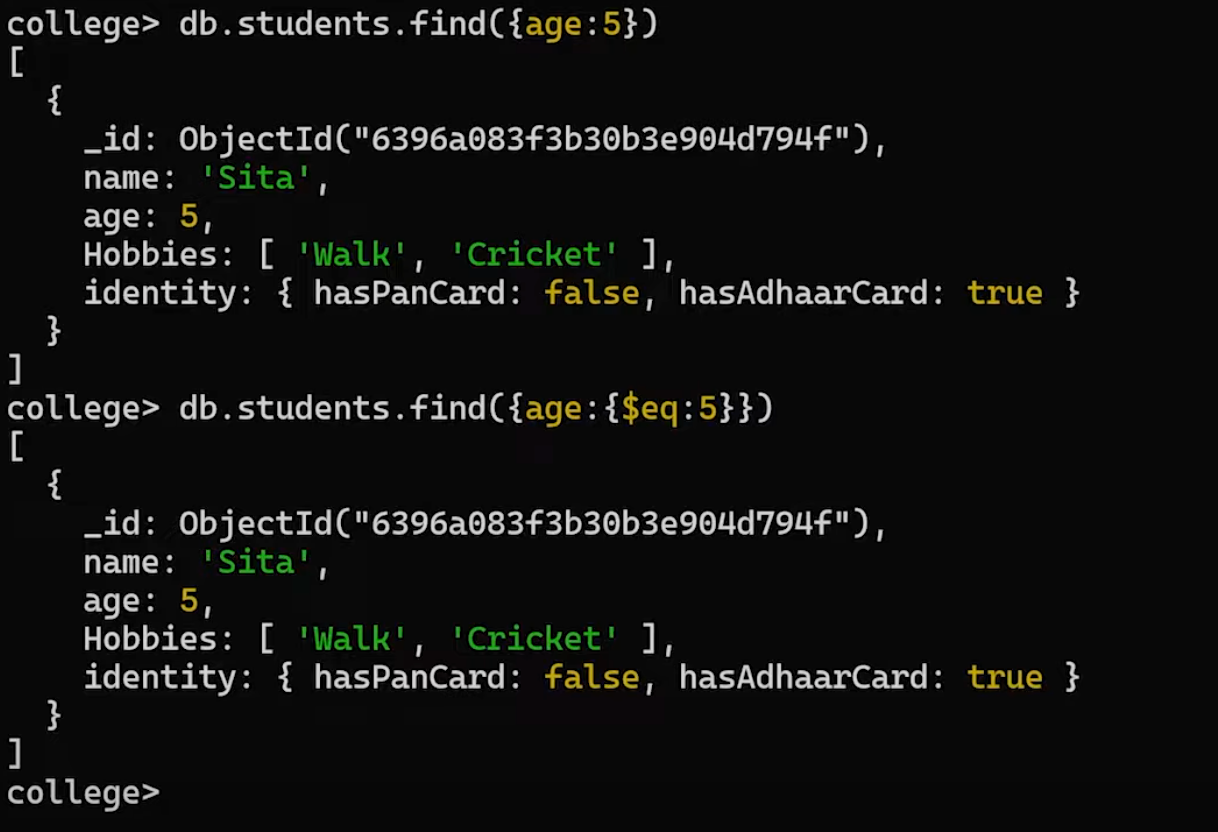 college> db.students.find({age:5})
[
  {
    _id: ObjectId("6396a083f3b30b3e904d794f"),
    name: 'Sita',
    age: 5,
    Hobbies: [ 'Walk', 'Cricket' ],
    identity: { hasPanCard: false, hasAdhaarCard: true }
  }
]
college> db.students.find({age:{$eq:5}})
[
  {
    _id: ObjectId("6396a083f3b30b3e904d794f"),
    name: 'Sita',
    age: 5,
    Hobbies: [ 'Walk', 'Cricket' ],
    identity: { hasPanCard: false, hasAdhaarCard: true }
  }
]
college>